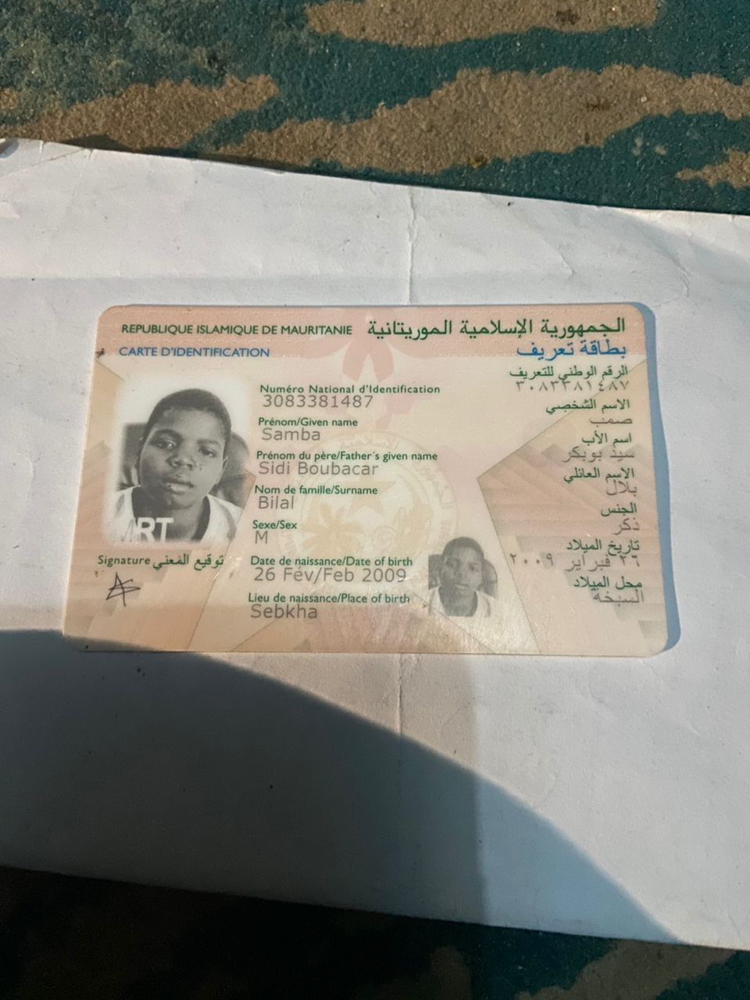 REPUBLIQUE ISLAMIQUE DE MAURITANIE الجمهورية الإسلامية الموريتانية
CARTE D'IDENTIFICATION بطاقة تعريف
الرقم الوطني للتعريف
Numéro National d'Identification ٣٠٨٣٣٨١٤٨٧
3083381487
الاسم الشخصي
Prénom/Given name صمب
Samba
اسم الأب
Prénom du père/Father's given name سيد بوبكر
Sidi Boubacar
الاسم العائلي
Nom de famille/Surname بلال
Bilal
الجنس
Sexe/Sex ذكر
M
تاريخ الميلاد
Date de naissance/Date of birth ٢٦ فبراير ٢٠٠٩
26 Fév/Feb 2009
محل الميلاد
Lieu de naissance/Place of birth السبخة
Sebkha
Signature توقيع المعني